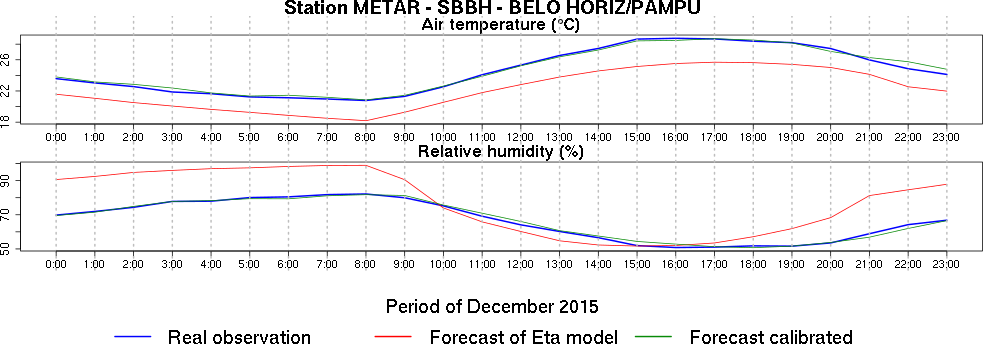 Station METAR - SBBH - BELO HORIZ/PAMPU
Air temperature (°C)
26
22
18
0:00 1:00 2:00 3:00 4:00 5:00 6:00 7:00 8:00 9:00 10:00 11:00 12:00 13:00 14:00 15:00 16:00 17:00 18:00 19:00 20:00 21:00 22:00 23:00
Relative humidity (%)
90
70
50
0:00 1:00 2:00 3:00 4:00 5:00 6:00 7:00 8:00 9:00 10:00 11:00 12:00 13:00 14:00 15:00 16:00 17:00 18:00 19:00 20:00 21:00 22:00 23:00
Period of December 2015
Real observation Forecast of Eta model Forecast calibrated